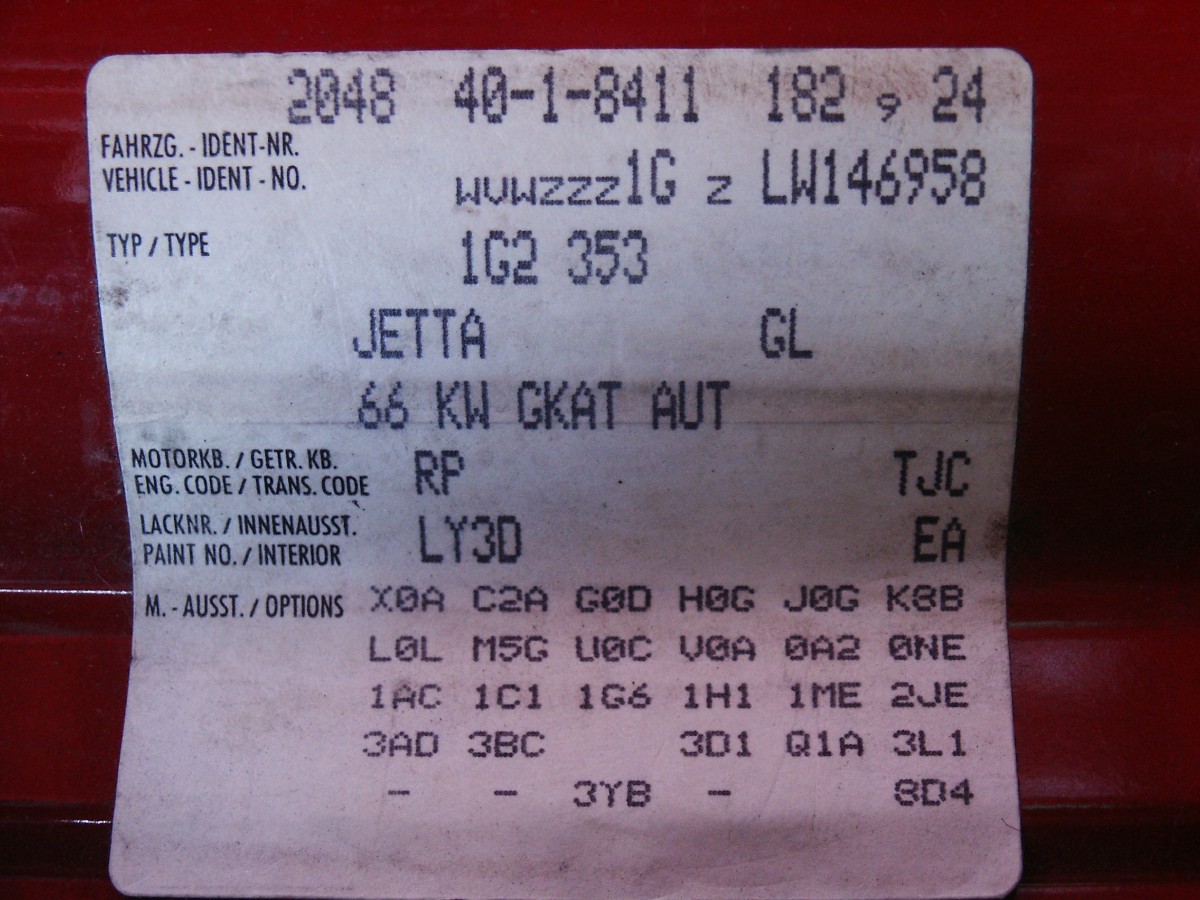 2048 40-1-8411 182 9 24
FAHRZG. - IDENT-NR.
VEHICLE - IDENT - NO. WVWZZZ1G Z LW146958
TYP / TYPE 1G2 353
JETTA GL
66 KW GKAT AUT
MOTORKB. / GETR. KB.
ENG. CODE / TRANS. CODE RP TJC
LACKNR. / INNENAUSST.
PAINT NO. / INTERIOR LY3D EA
M. - AUSST. / OPTIONS X0A C2A G0D H0G J0G K8B
L0L M5G U0C V0A 0A2 0NE
1AC 1C1 1G6 1H1 1ME 2JE
3AD 3BC 3D1 Q1A 3L1
- - 3YB - 8D4